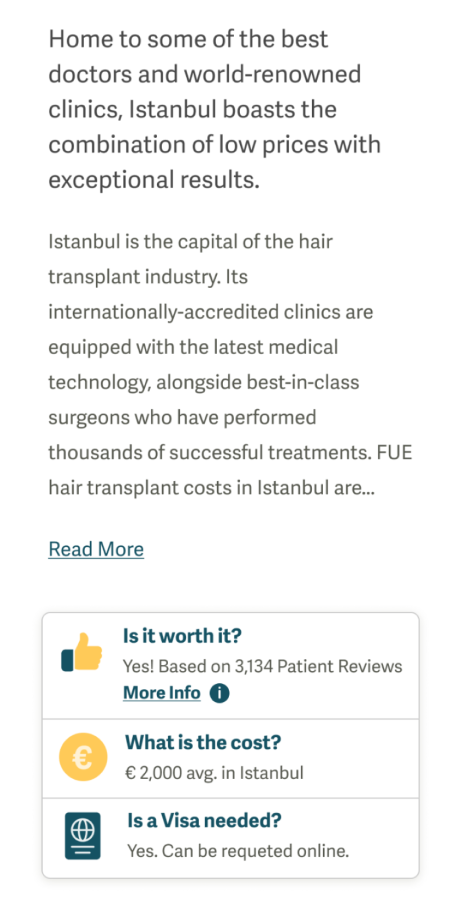 Home to some of the best
doctors and world-renowned
clinics, Istanbul boasts the
combination of low prices with
exceptional results.
Istanbul is the capital of the hair
transplant industry. Its
internationally-accredited clinics are
equipped with the latest medical
technology, alongside best-in-class
surgeons who have performed
thousands of successful treatments. FUE
hair transplant costs in Istanbul are...
Read More
Is it worth it?
Yes! Based on 3,134 Patient Reviews
More Info i
What is the cost?
€ 2,000 avg. in Istanbul
Is a Visa needed?
Yes. Can be requeted online.